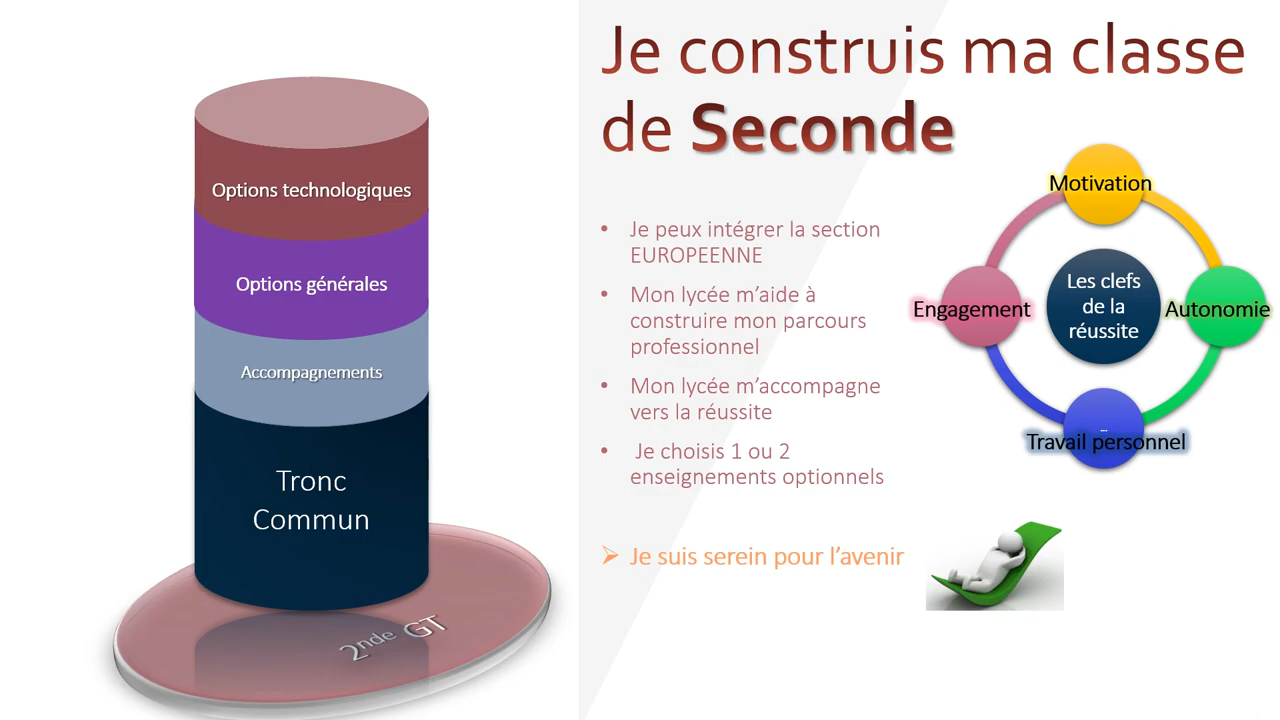 Je construis ma classe
de Seconde
Options technologiques
Options générales
Accompagnements
Tronc
Commun
2nde GT
• Je peux intégrer la section
EUROPEENNE
• Mon lycée m’aide à
construire mon parcours
professionnel
• Mon lycée m’accompagne
vers la réussite
• Je choisis 1 ou 2
enseignements optionnels
➢ Je suis serein pour l’avenir
Motivation
Engagement
Les clefs
de la
réussite
Autonomie
...
Travail personnel